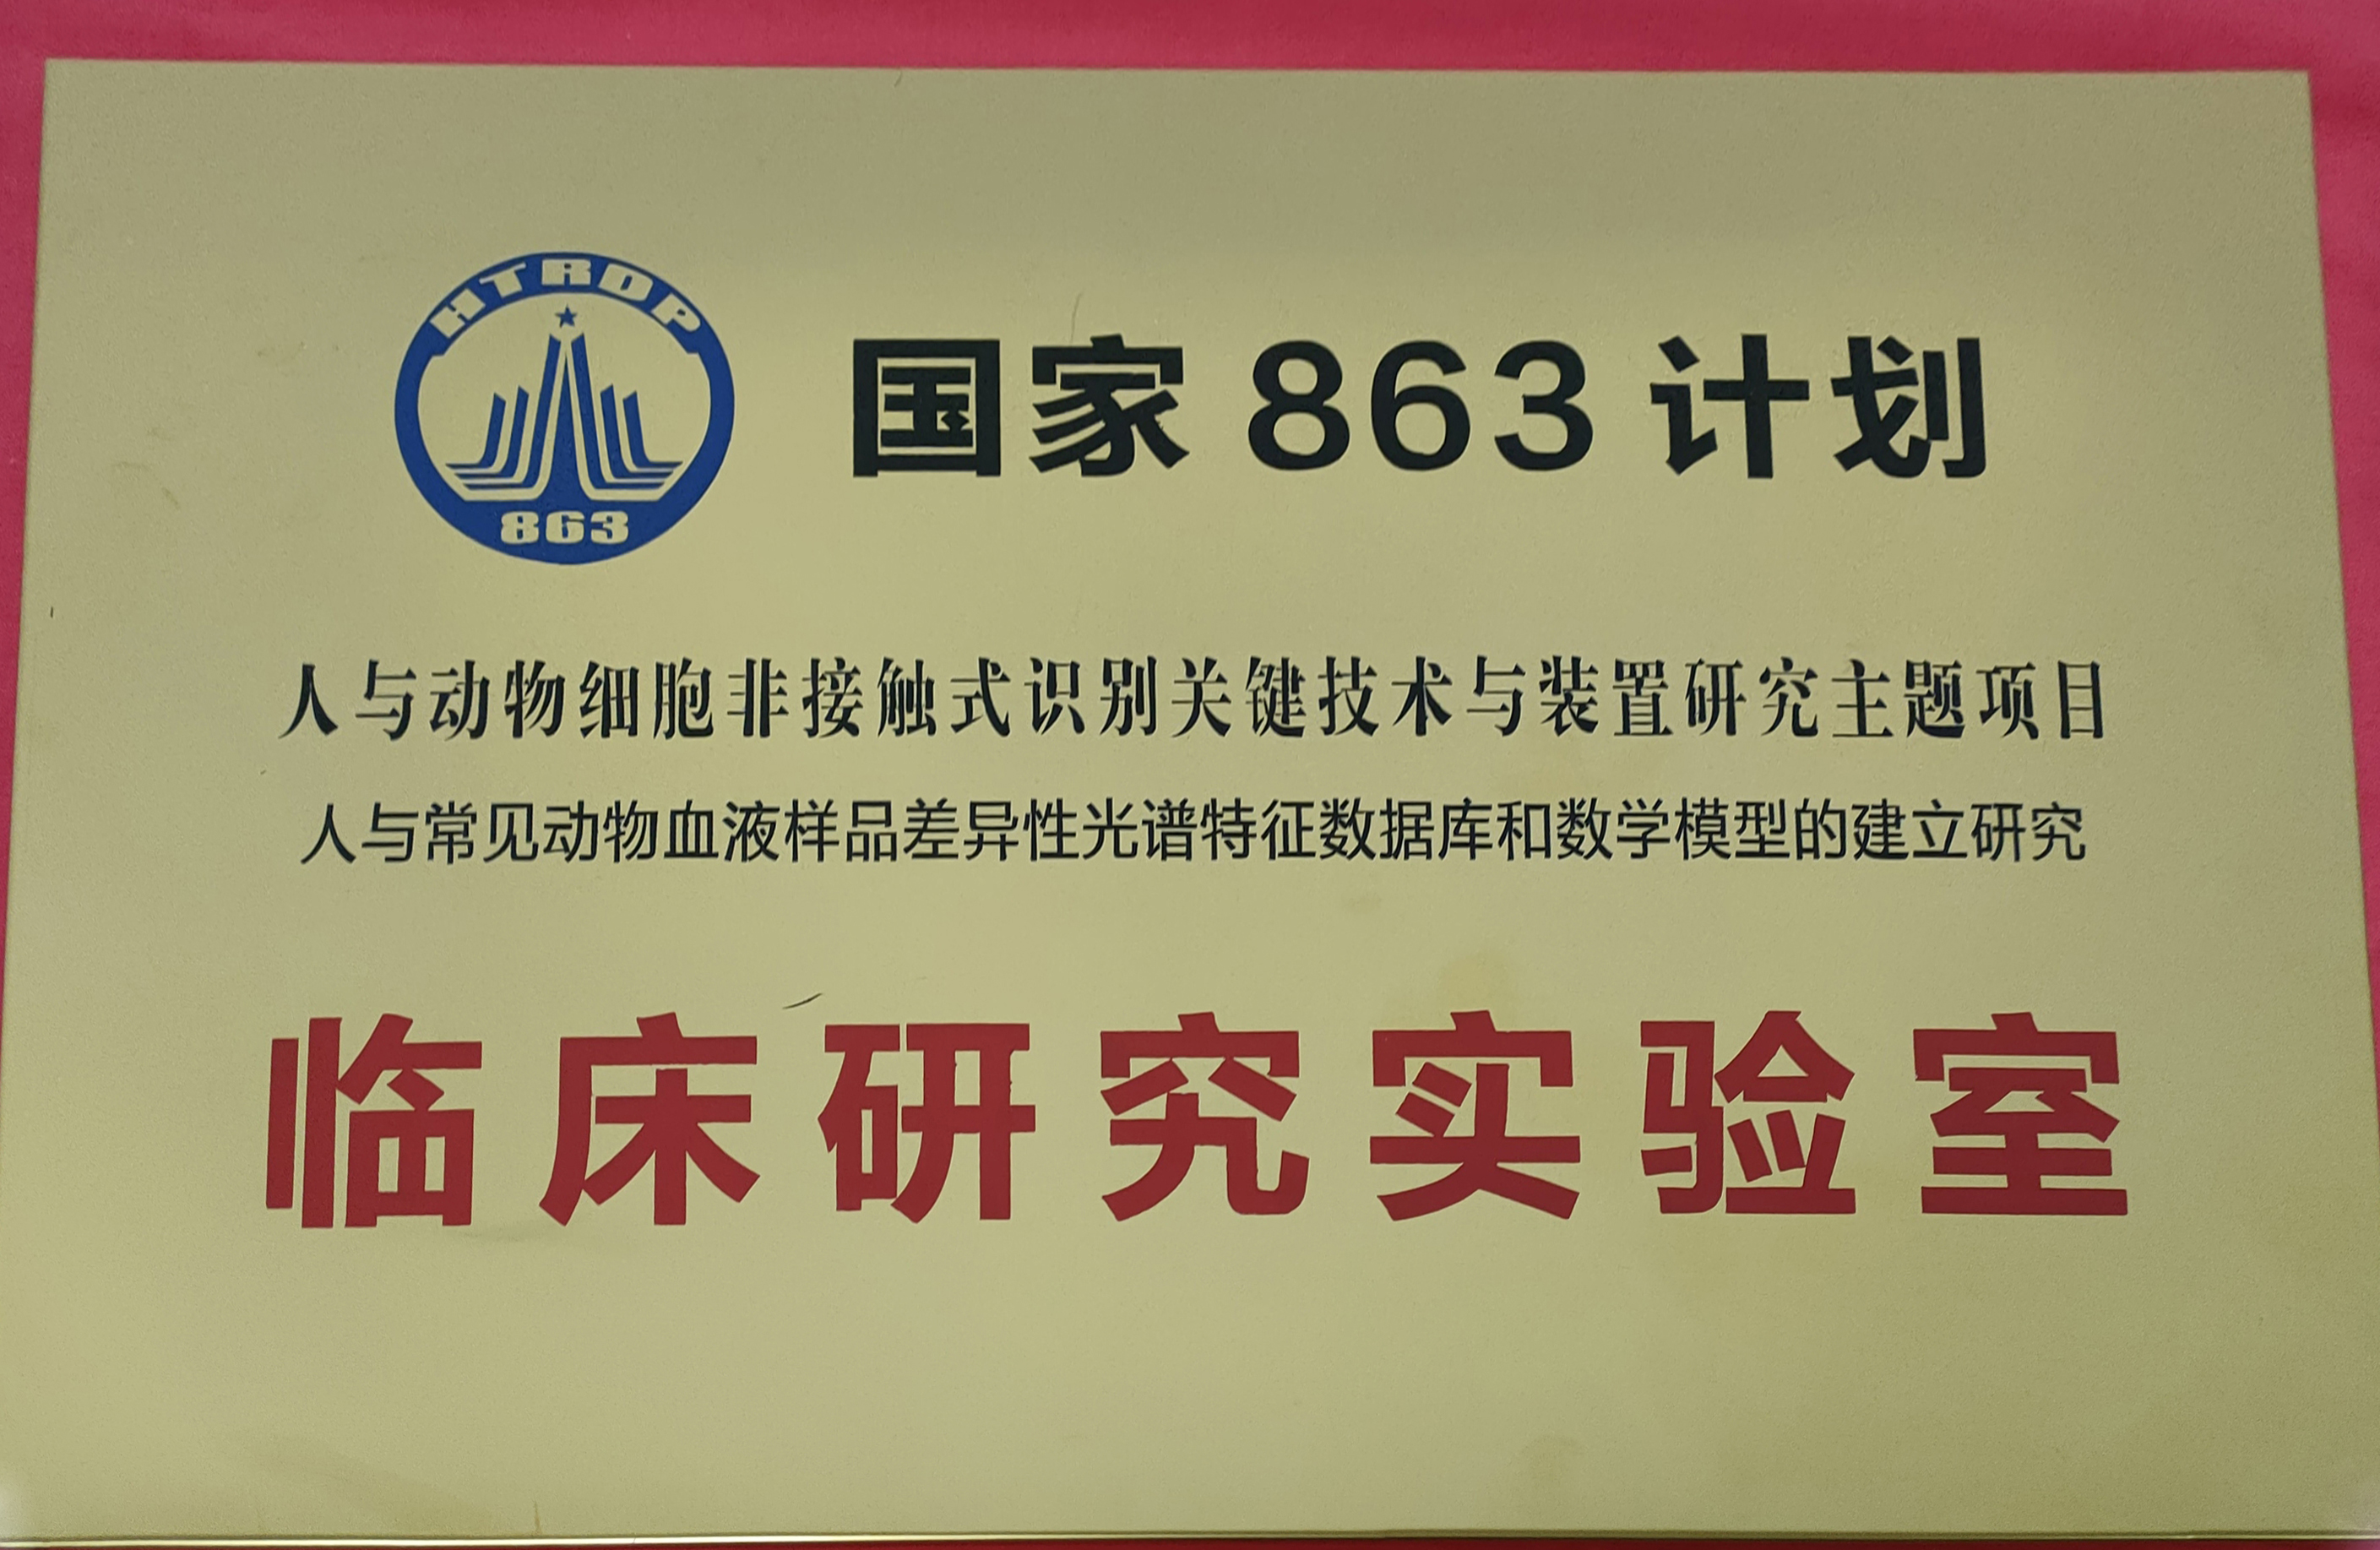 HTRDP
863
国家863计划
人与动物细胞非接触式识别关键技术与装置研究主题项目
人与常见动物血液样品差异性光谱特征数据库和数学模型的建立研究
临床研究实验室